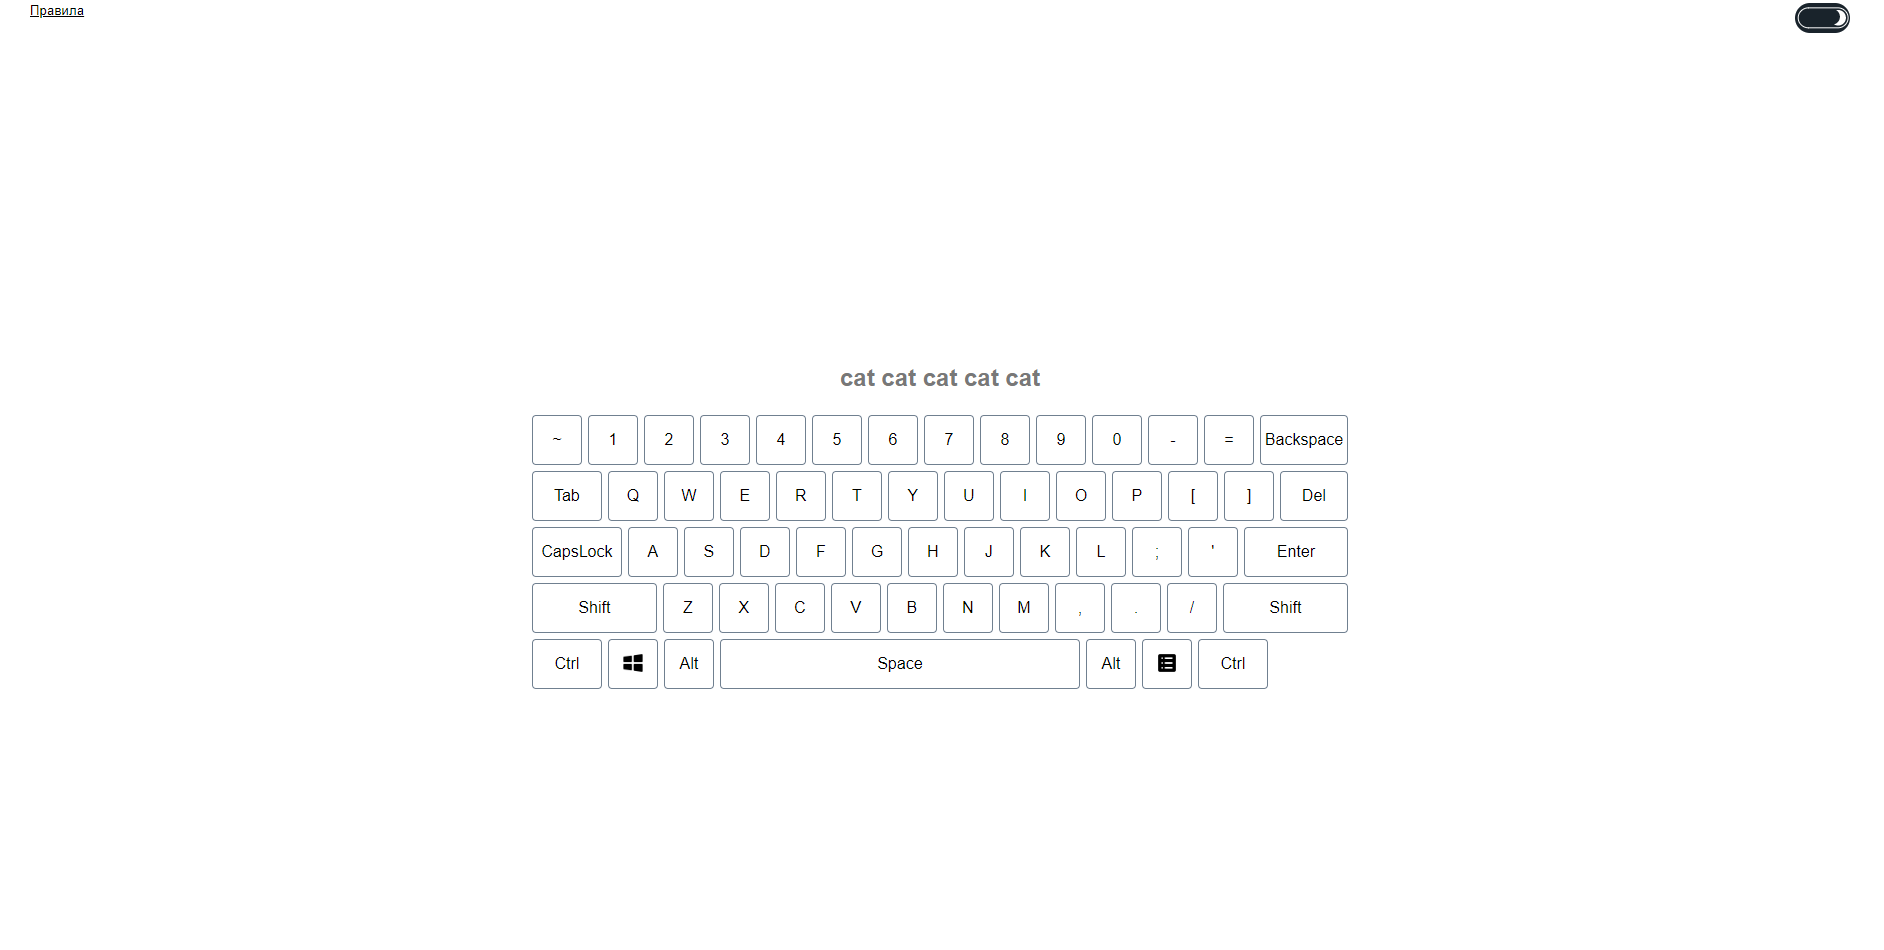 Правила
cat cat cat cat cat
~ 1 2 3 4 5 6 7 8 9 0 - = Backspace
Tab Q W E R T Y U I O P [ ] Del
CapsLock A S D F G H J K L ; ' Enter
Shift Z X C V B N M , . / Shift
Ctrl Alt Space Alt Ctrl